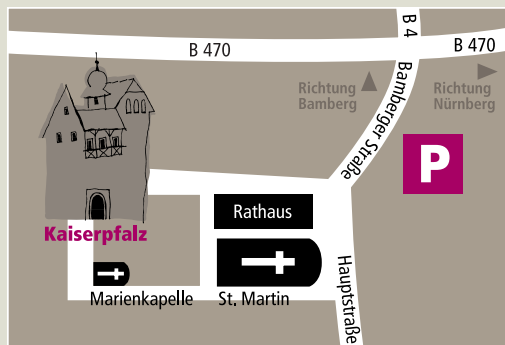 B 4
B 470
B 470
Richtung
Bamberg
Richtung
Nürnberg
Bamberger Straße
P
Rathaus
Kaiserpfalz
Marienkapelle
St. Martin
Hauptstraße